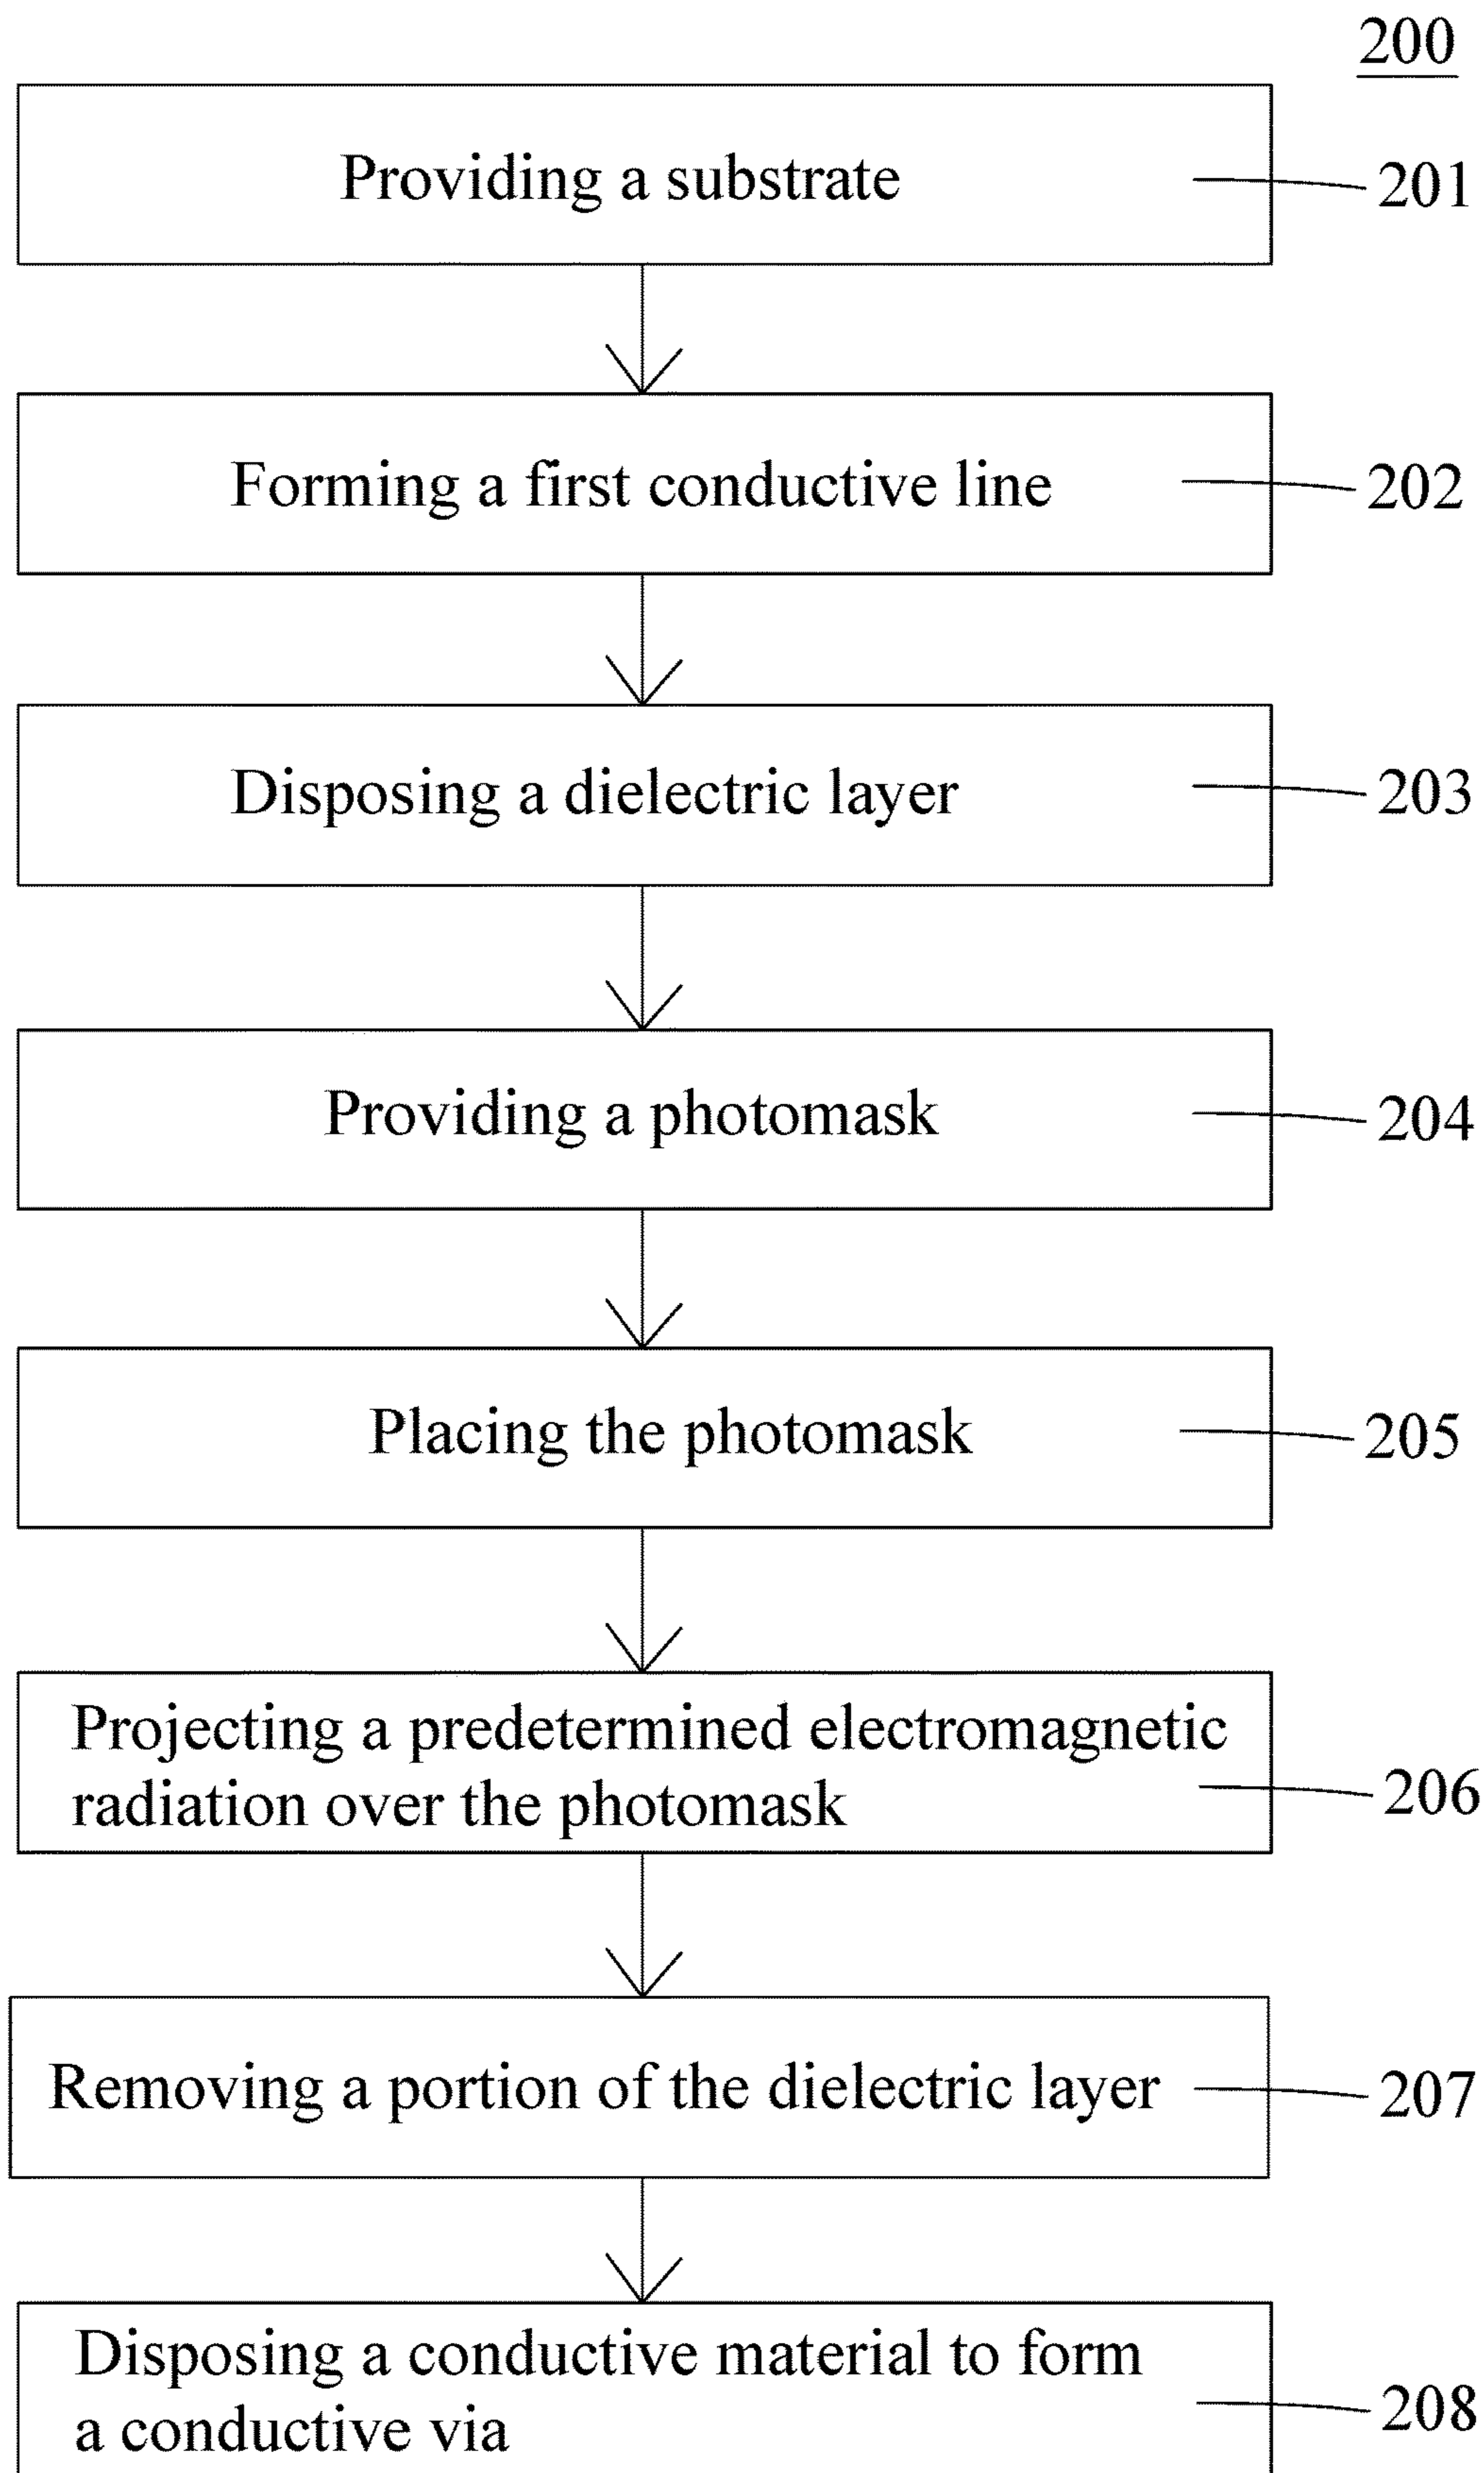 200
Providing a substrate
201
Forming a first conductive line
202
Disposing a dielectric layer
203
Providing a photomask
204
Placing the photomask
205
Projecting a predetermined electromagnetic
radiation over the photomask
206
Removing a portion of the dielectric layer
207
Disposing a conductive material to form
a conductive via
208